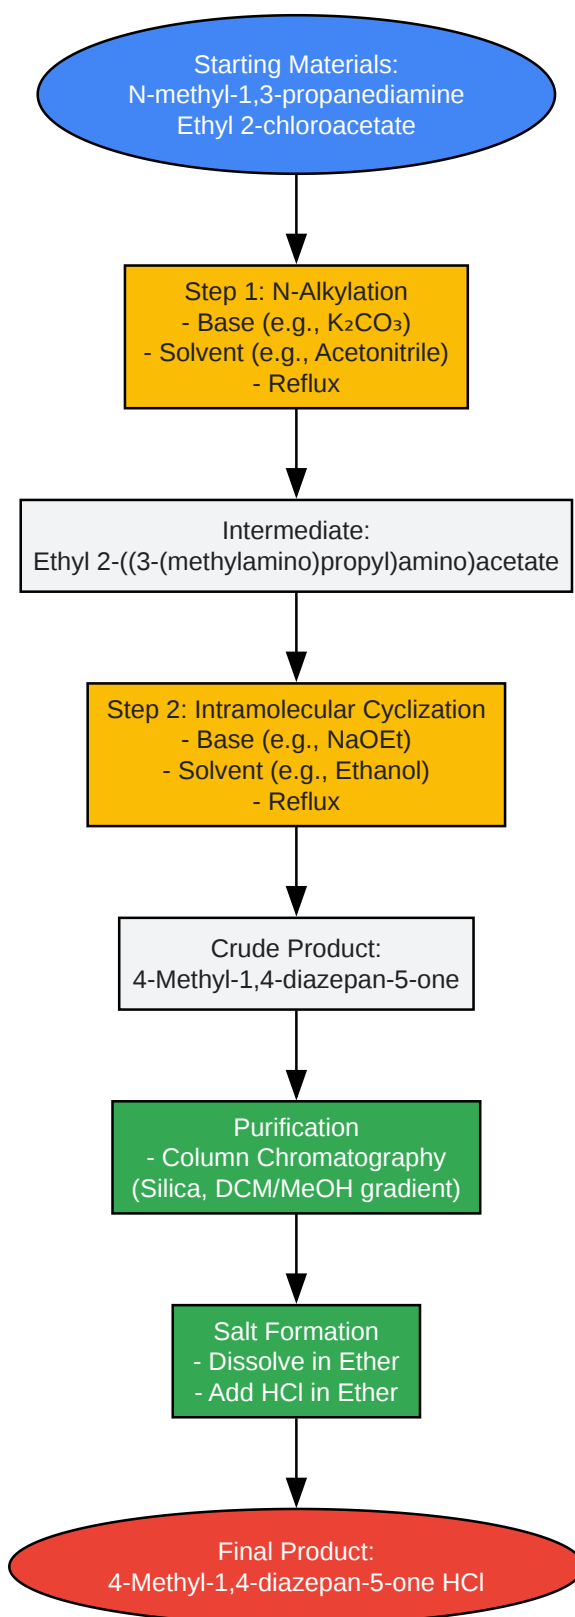 Starting Materials:
N-methyl-1,3-propanediamine
Ethyl 2-chloroacetate
Step 1: N-Alkylation
- Base (e.g., K₂CO₃)
- Solvent (e.g., Acetonitrile)
- Reflux
Intermediate:
Ethyl 2-((3-(methylamino)propyl)amino)acetate
Step 2: Intramolecular Cyclization
- Base (e.g., NaOEt)
- Solvent (e.g., Ethanol)
- Reflux
Crude Product:
4-Methyl-1,4-diazepan-5-one
Purification
- Column Chromatography
(Silica, DCM/MeOH gradient)
Salt Formation
- Dissolve in Ether
- Add HCl in Ether
Final Product:
4-Methyl-1,4-diazepan-5-one HCl